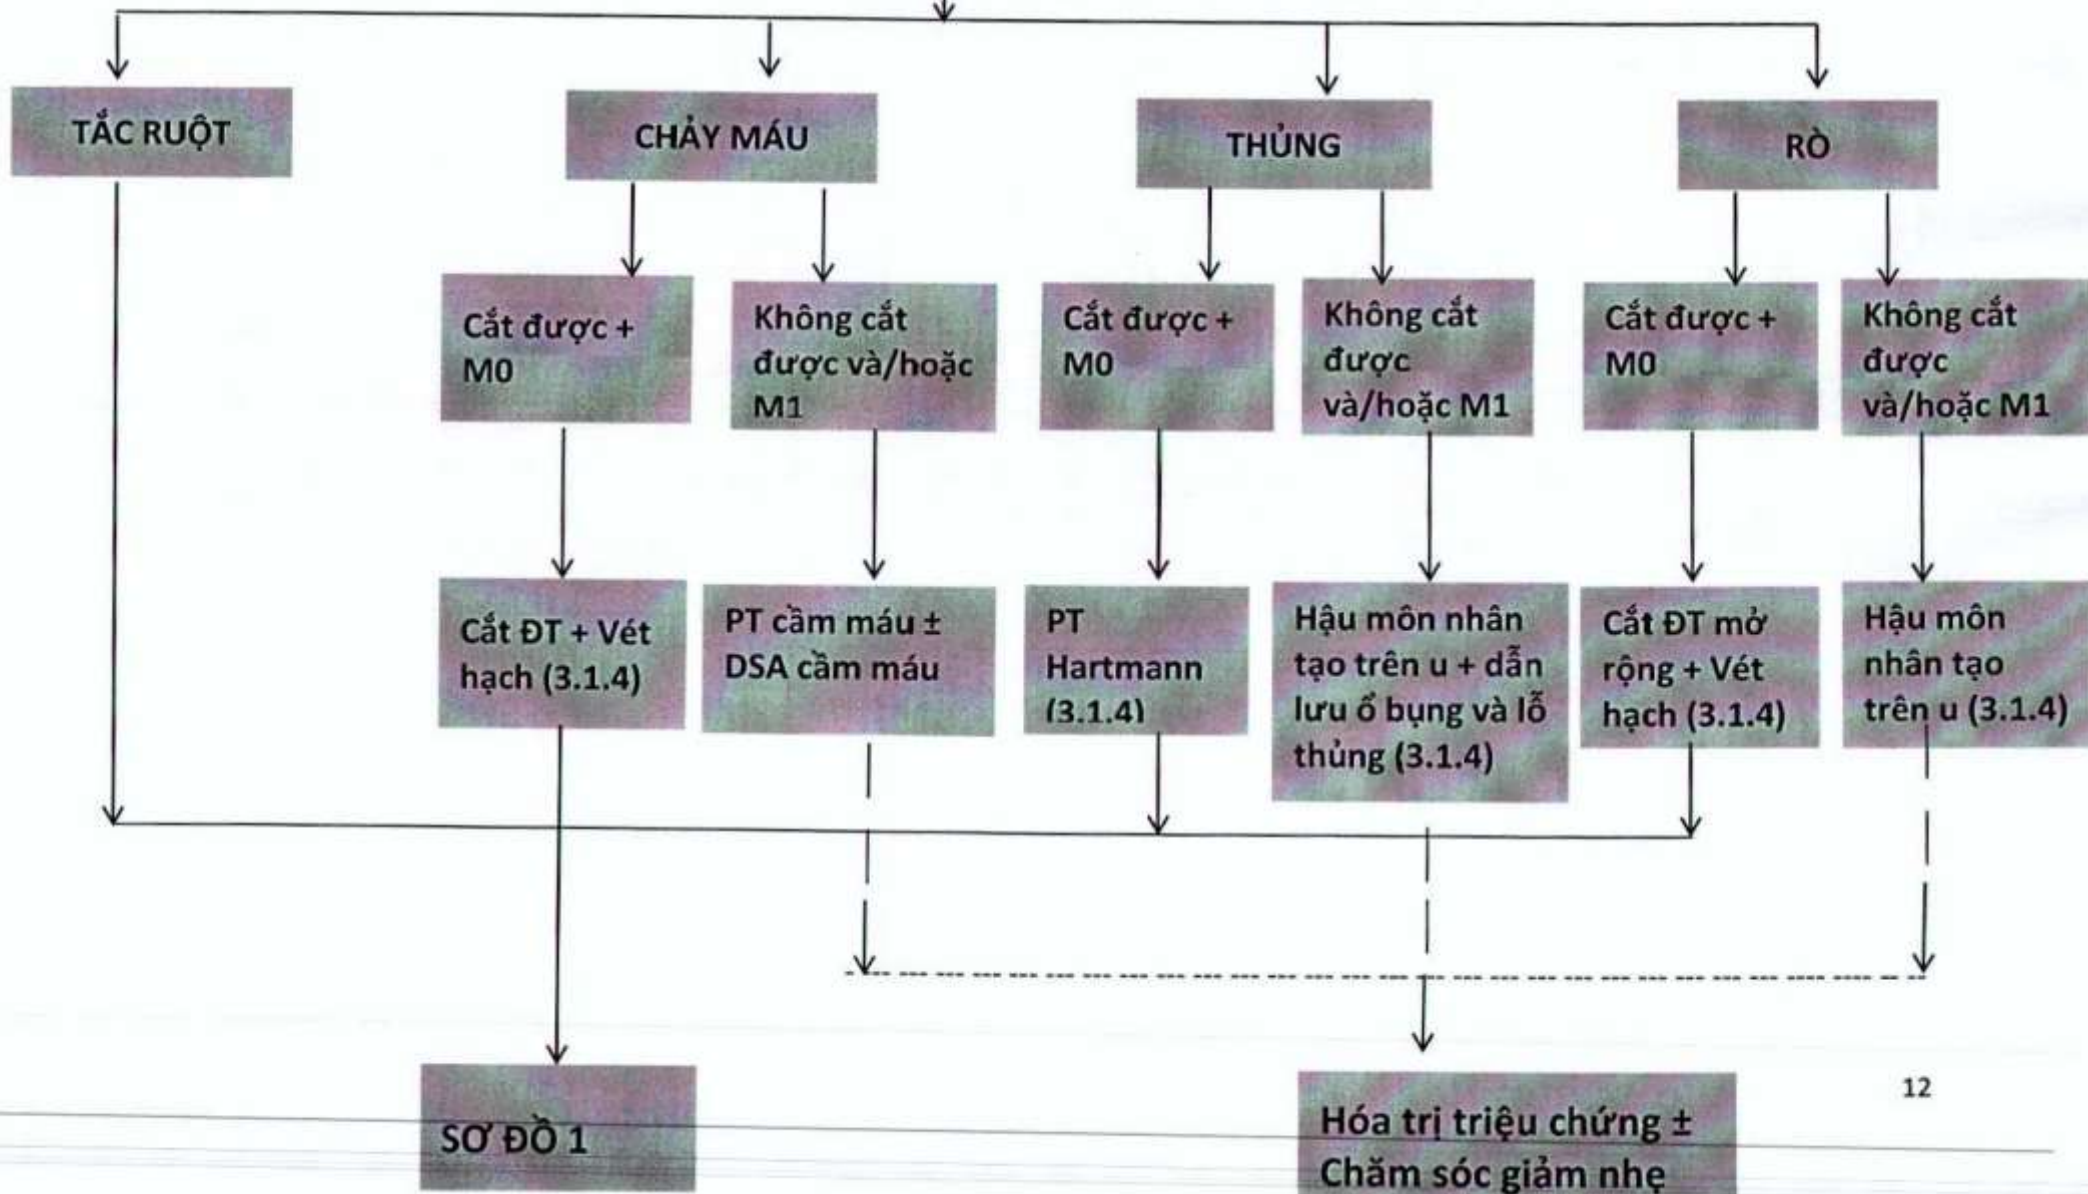 TẮC RUỘT
CHẢY MÁU
THỦNG
RÒ
Cắt được +
M0
Không cắt
được và/hoặc
M1
Cắt được +
M0
Không cắt
được
và/hoặc M1
Cắt được +
M0
Không cắt
được
và/hoặc M1
Cắt ĐT + Vét
hạch (3.1.4)
PT cầm máu ±
DSA cầm máu
PT
Hartmann
(3.1.4)
Hậu môn nhân
tạo trên u + dẫn
lưu ổ bụng và lỗ
thủng (3.1.4)
Cắt ĐT mở
rộng + Vét
hạch (3.1.4)
Hậu môn
nhân tạo
trên u (3.1.4)
12
SƠ ĐỒ 1
Hóa trị triệu chứng ±
Chăm sóc giảm nhẹ